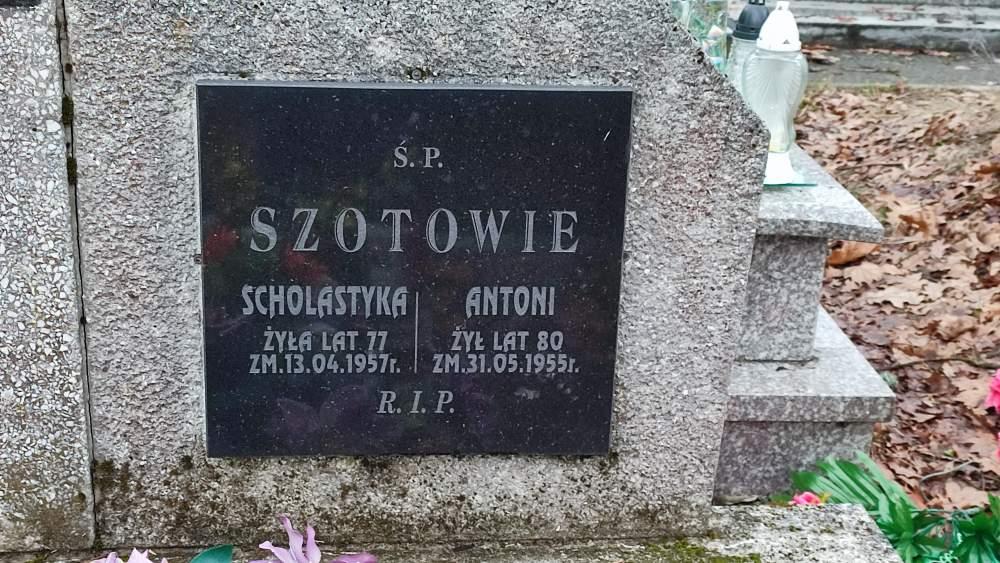 Ś. P.
SZOTOWIE
SCHOLASTYKA
ŻYŁA LAT 77
ZM.13.04.1957r.
ANTONI
ŻYŁ LAT 80
ZM.31.05.1955r.
R. I. P.